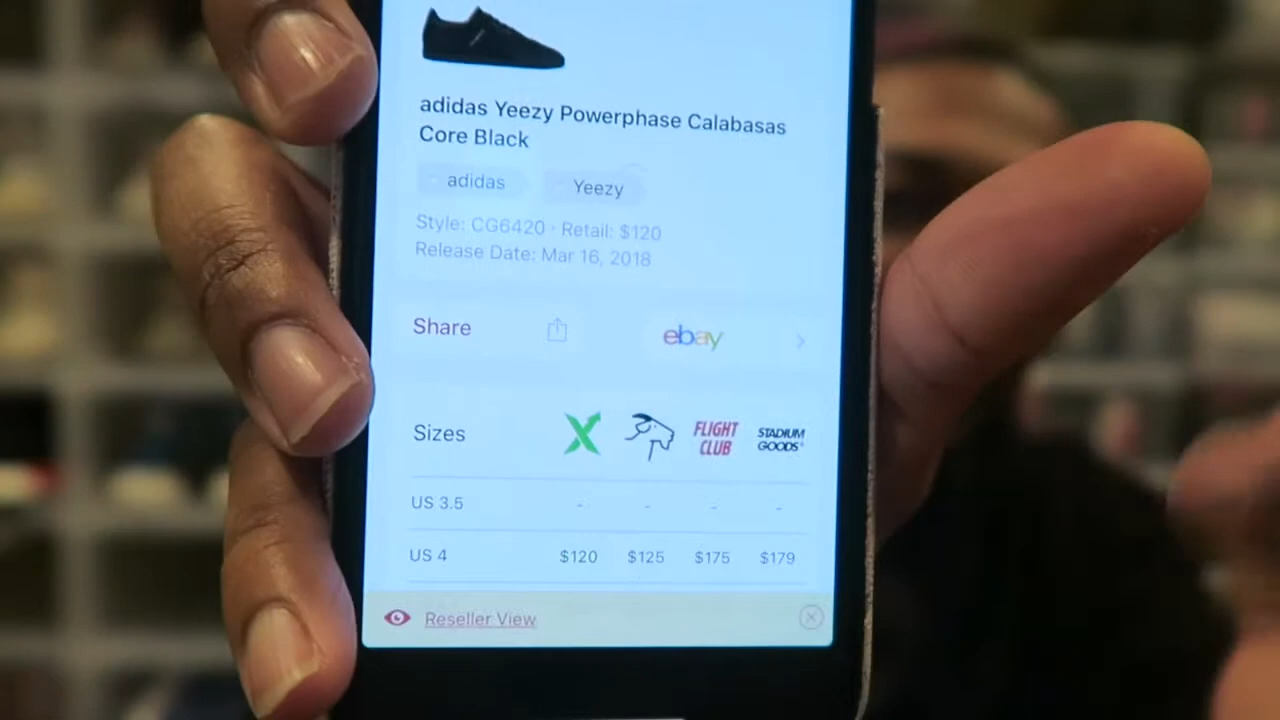 adidas Yeezy Powerphase Calabasas
Core Black
adidas Yeezy
Style: CG6420 · Retail: $120
Release Date: Mar 16, 2018
Share ebay
Sizes X FLIGHT CLUB STADIUM GOODS
US 3.5 - - - -
US 4 $120 $125 $175 $179
Reseller View